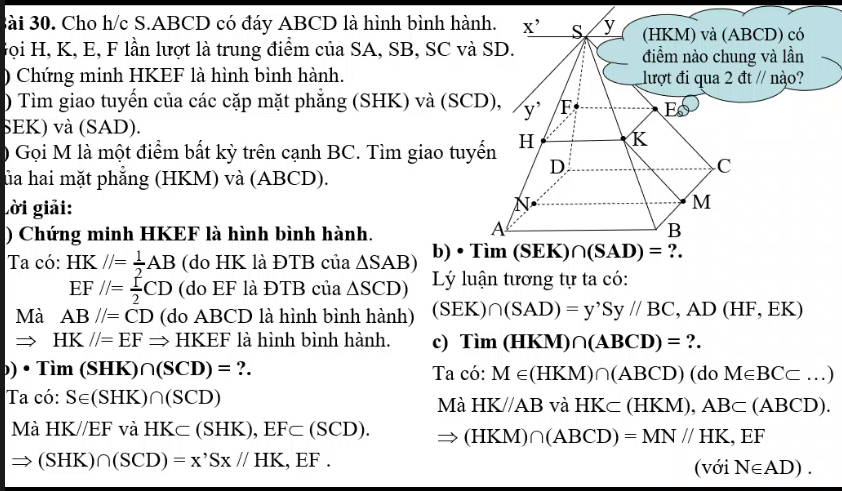 ài 30. Cho h/c S.ABCD có đáy ABCD là hình bình hành.
ọi H, K, E, F lần lượt là trung điểm của SA, SB, SC và SD.
) Chứng minh HKEF là hình bình hành.
) Tìm giao tuyến của các cặp mặt phẳng (SHK) và (SCD),
SEK) và (SAD).
) Gọi M là một điểm bất kỳ trên cạnh BC. Tìm giao tuyến
ủa hai mặt phẳng (HKM) và (ABCD).
Lời giải:
) Chứng minh HKEF là hình bình hành.
Ta có: HK //= 1/2 AB (do HK là ĐTB của ΔSAB)
EF //= 1/2 CD (do EF là ĐTB của ΔSCD)
Mà AB //= CD (do ABCD là hình bình hành)
⇒ HK //= EF ⇒ HKEF là hình bình hành.
) • Tìm (SHK)∩(SCD) = ?.
Ta có: S∈(SHK)∩(SCD)
Mà HK//EF và HK⊂ (SHK), EF⊂ (SCD).
⇒ (SHK)∩(SCD) = x’Sx // HK, EF .
x’
S
y
(HKM) và (ABCD) có
điểm nào chung và lần
lượt đi qua 2 đt // nào?
y’
F
E
H
K
D
C
N
M
A
B
b) • Tìm (SEK)∩(SAD) = ?.
Lý luận tương tự ta có:
(SEK)∩(SAD) = y’Sy // BC, AD (HF, EK)
c) Tìm (HKM)∩(ABCD) = ?.
Ta có: M ∈(HKM)∩(ABCD) (do M∈BC⊂ …)
Mà HK//AB và HK⊂ (HKM), AB⊂ (ABCD).
⇒ (HKM)∩(ABCD) = MN // HK, EF
(với N∈AD) .